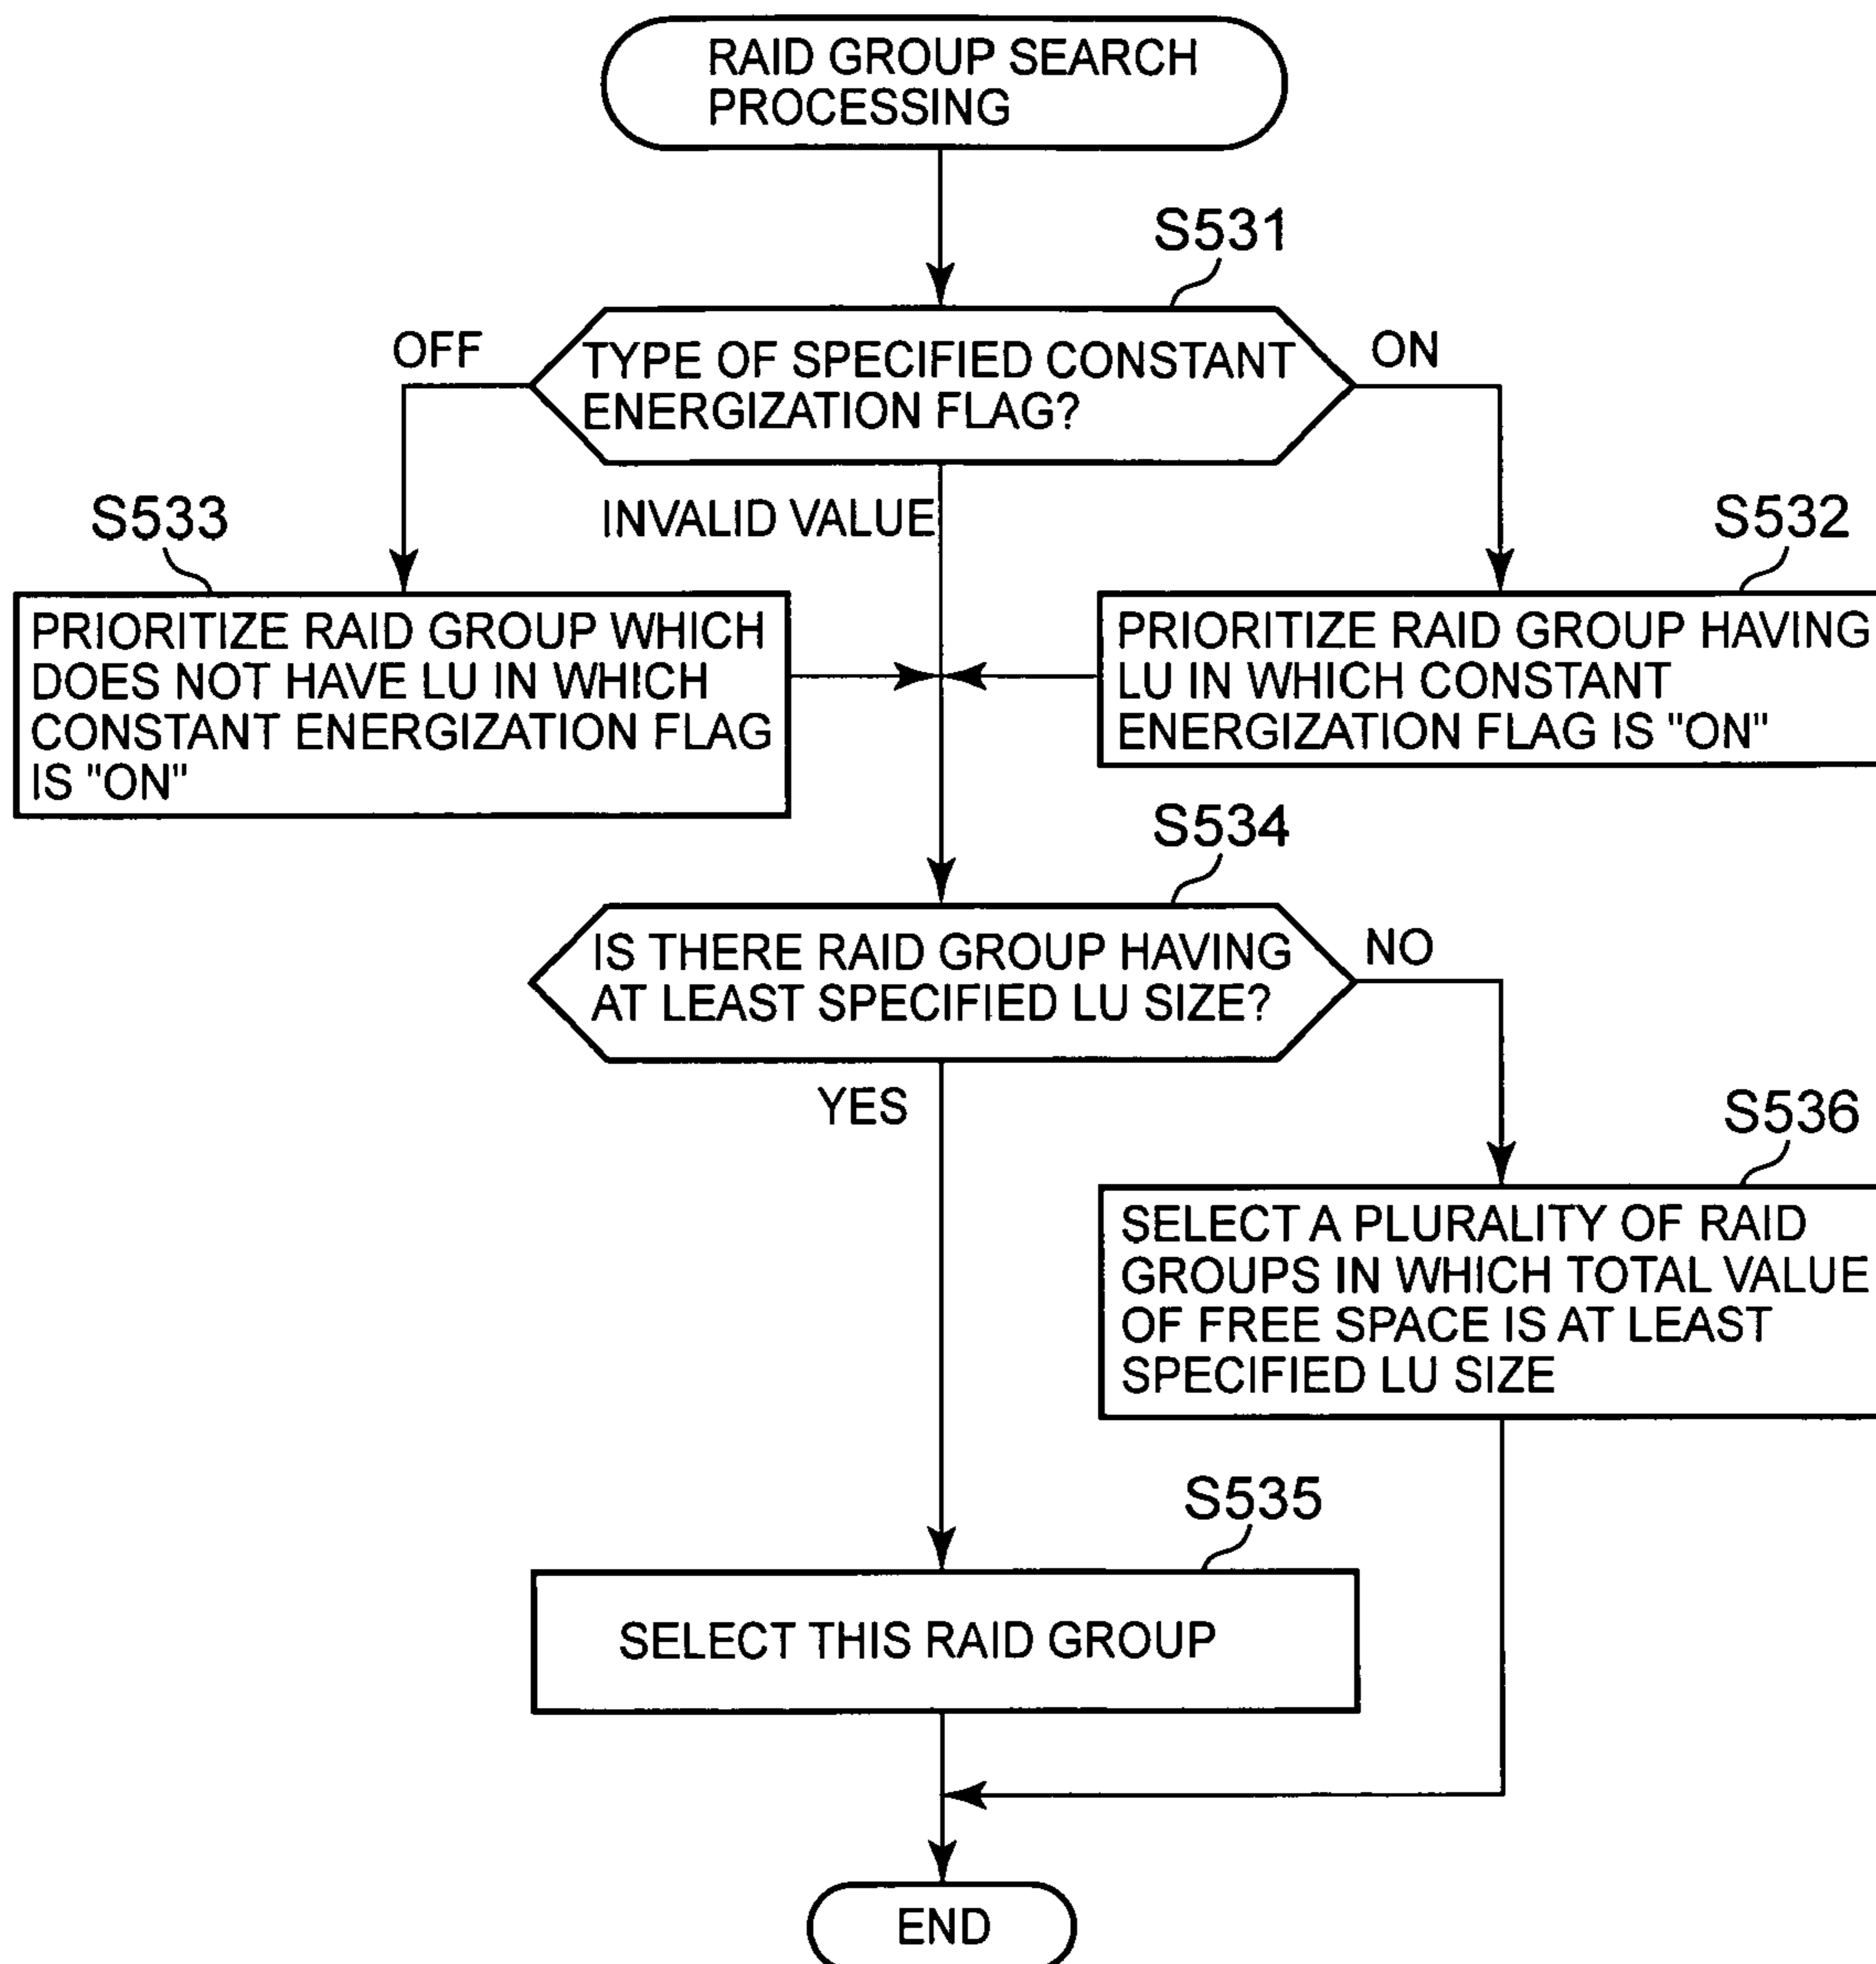 RAID GROUP SEARCH
PROCESSING
S531
OFF
TYPE OF SPECIFIED CONSTANT
ENERGIZATION FLAG?
ON
S533
INVALID VALUE
S532
PRIORITIZE RAID GROUP WHICH
DOES NOT HAVE LU IN WHICH
CONSTANT ENERGIZATION FLAG
IS "ON"
PRIORITIZE RAID GROUP HAVING
LU IN WHICH CONSTANT
ENERGIZATION FLAG IS "ON"
S534
IS THERE RAID GROUP HAVING
AT LEAST SPECIFIED LU SIZE?
NO
YES
S536
SELECT A PLURALITY OF RAID
GROUPS IN WHICH TOTAL VALUE
OF FREE SPACE IS AT LEAST
SPECIFIED LU SIZE
S535
SELECT THIS RAID GROUP
END